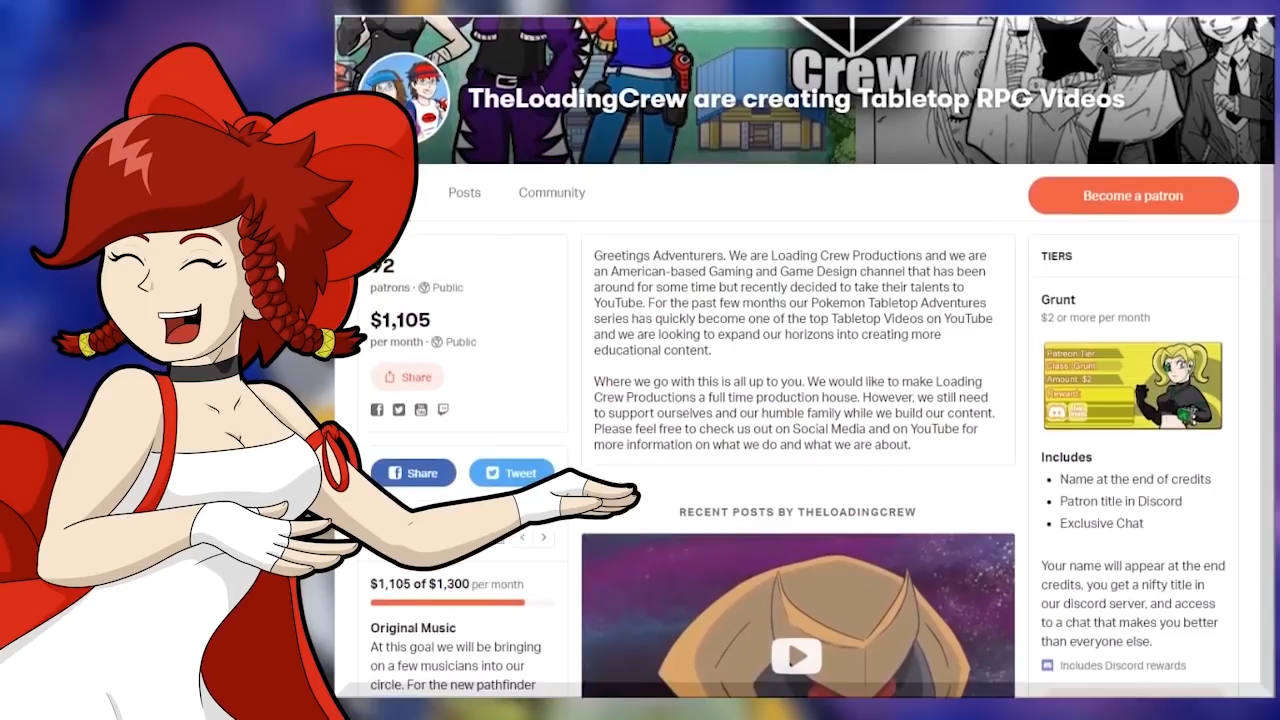 Crew
TheLoadingCrew are creating Tabletop RPG Videos
Posts
Community
Become a patron
2
patrons · Public
$1,105
per month · Public
Share
Share
Tweet
$1,105 of $1,300 per month
Original Music
At this goal we will be bringing
on a few musicians into our
circle. For the new pathfinder
Greetings Adventurers. We are Loading Crew Productions and we are
an American-based Gaming and Game Design channel that has been
around for some time but recently decided to take their talents to
YouTube. For the past few months our Pokemon Tabletop Adventures
series has quickly become one of the top Tabletop Videos on YouTube
and we are looking to expand our horizons into creating more
educational content.
Where we go with this is all up to you. We would like to make Loading
Crew Productions a full time production house. However, we still need
to support ourselves and our humble family while we build our content.
Please feel free to check us out on Social Media and on YouTube for
more information on what we do and what we are about.
RECENT POSTS BY THELOADINGCREW
TIERS
Grunt
$2 or more per month
Patreon Tier
Class: Grunt
Amount: $2
Reward:
Includes
• Name at the end of credits
• Patron title in Discord
• Exclusive Chat
Your name will appear at the end
credits, you get a nifty title in
our discord server, and access
to a chat that makes you better
than everyone else.
Includes Discord rewards